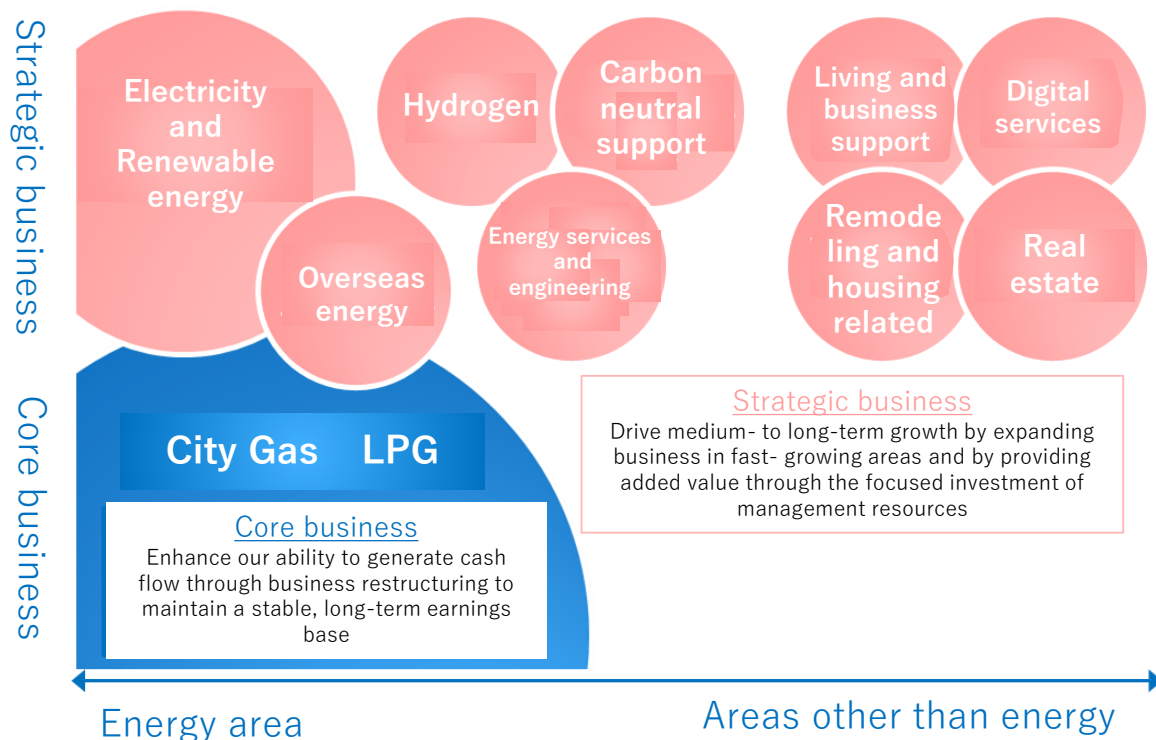 Strategic business
Core business
Electricity
and
Renewable
energy
Hydrogen
Carbon
neutral
support
Living and
business
support
Digital
services
Overseas
energy
Energy services
and
engineering
Remode
ling and
housing
related
Real
estate
City Gas LPG
Core business
Enhance our ability to generate cash
flow through business restructuring to
maintain a stable, long-term earnings
base
Strategic business
Drive medium- to long-term growth by expanding
business in fast- growing areas and by providing
added value through the focused investment of
management resources
Energy area
Areas other than energy